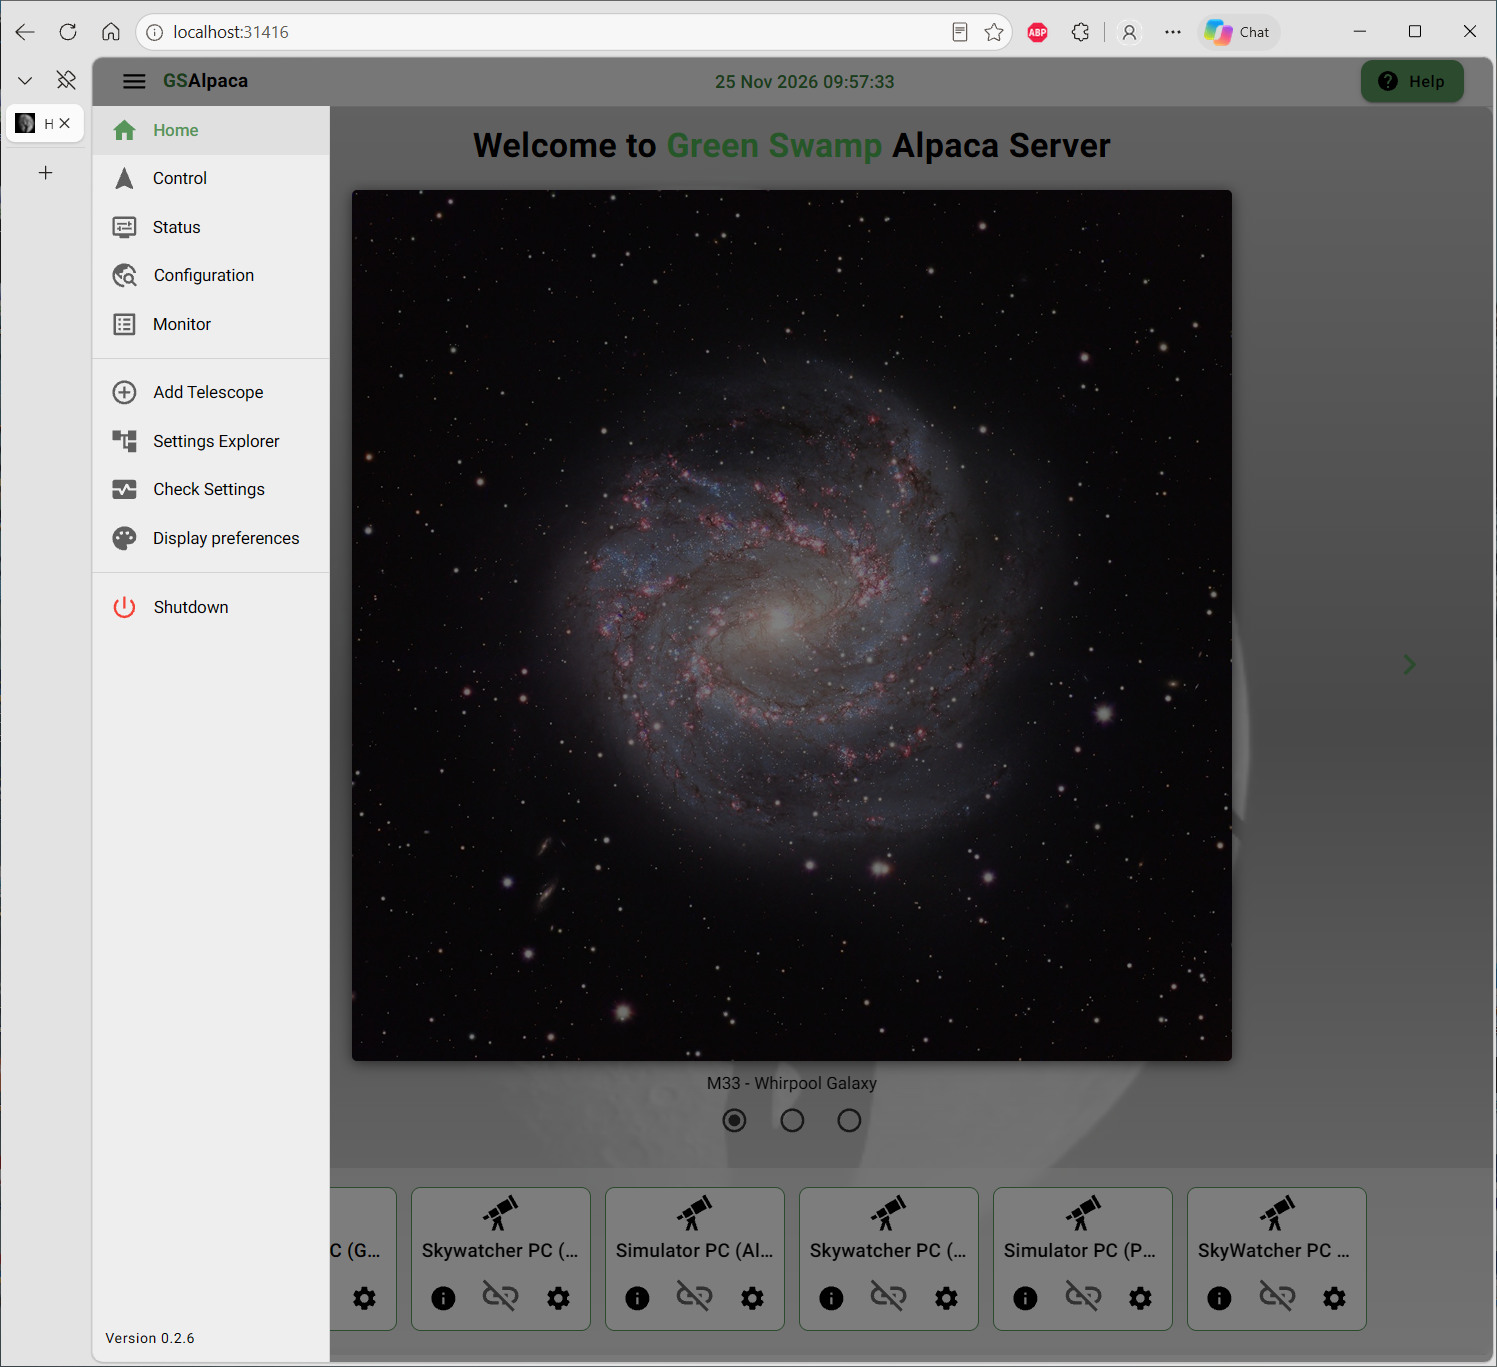 localhost:31416
ABP
Chat
H
GSAlpaca
25 Nov 2026 09:57:33
Help
Home
Control
Status
Configuration
Monitor
Add Telescope
Settings Explorer
Check Settings
Display preferences
Shutdown
Version 0.2.6
Welcome to Green Swamp Alpaca Server
M33 - Whirpool Galaxy
C (G...
Skywatcher PC (...
Simulator PC (Al...
Skywatcher PC (...
Simulator PC (P...
SkyWatcher PC ...